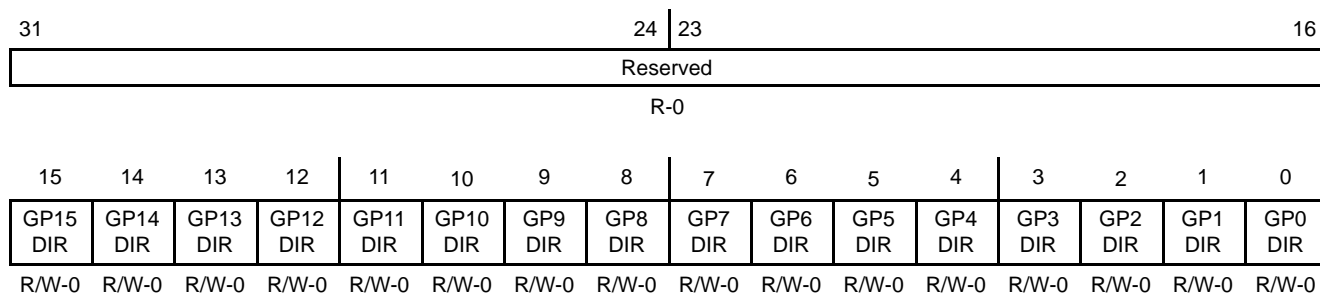 31 24 23 16
Reserved
R-0
15 14 13 12 11 10 9 8 7 6 5 4 3 2 1 0
GP15 GP14 GP13 GP12 GP11 GP10 GP9 GP8 GP7 GP6 GP5 GP4 GP3 GP2 GP1 GP0
DIR DIR DIR DIR DIR DIR DIR DIR DIR DIR DIR DIR DIR DIR DIR DIR
R/W-0 R/W-0 R/W-0 R/W-0 R/W-0 R/W-0 R/W-0 R/W-0 R/W-0 R/W-0 R/W-0 R/W-0 R/W-0 R/W-0 R/W-0 R/W-0